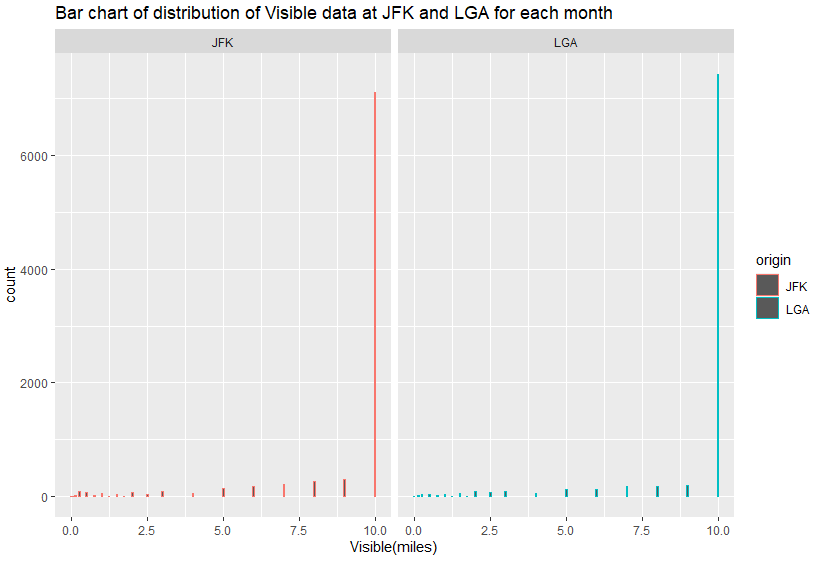 Bar chart of distribution of Visible data at JFK and LGA for each month
JFK
LGA
6000
4000
2000
0
count
0.0 2.5 5.0 7.5 10.0
0.0 2.5 5.0 7.5 10.0
Visible(miles)
origin
JFK
LGA